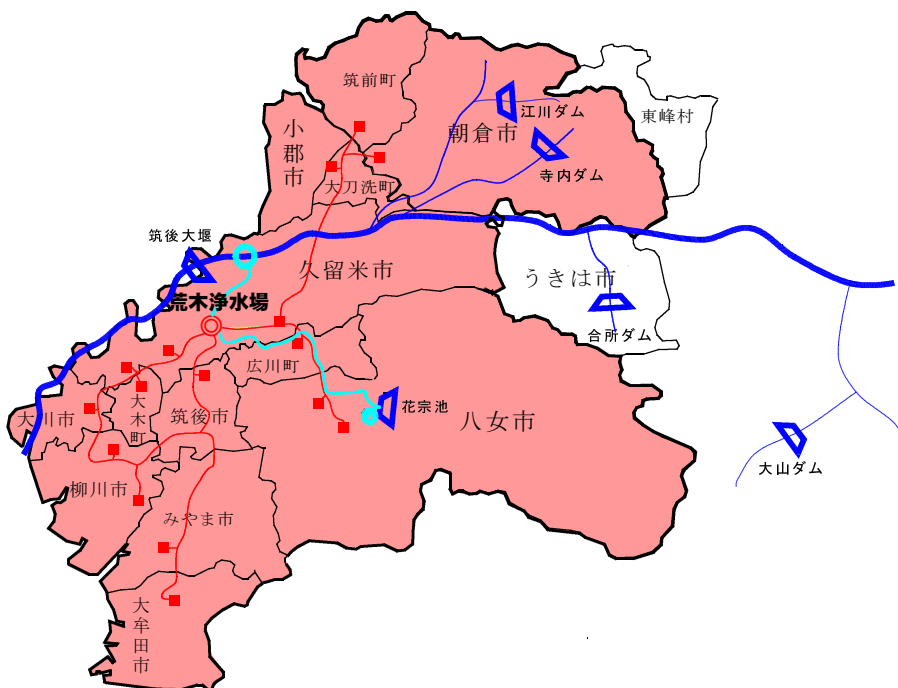 筑前町
東峰村
江川ダム
朝倉市
小郡市
寺内ダム
大刀洗町
筑後大堰
久留米市
うきは市
荒木浄水場
合所ダム
広川町
大木町
花宗池
大川市
筑後市
八女市
大山ダム
柳川市
みやま市
大牟田市